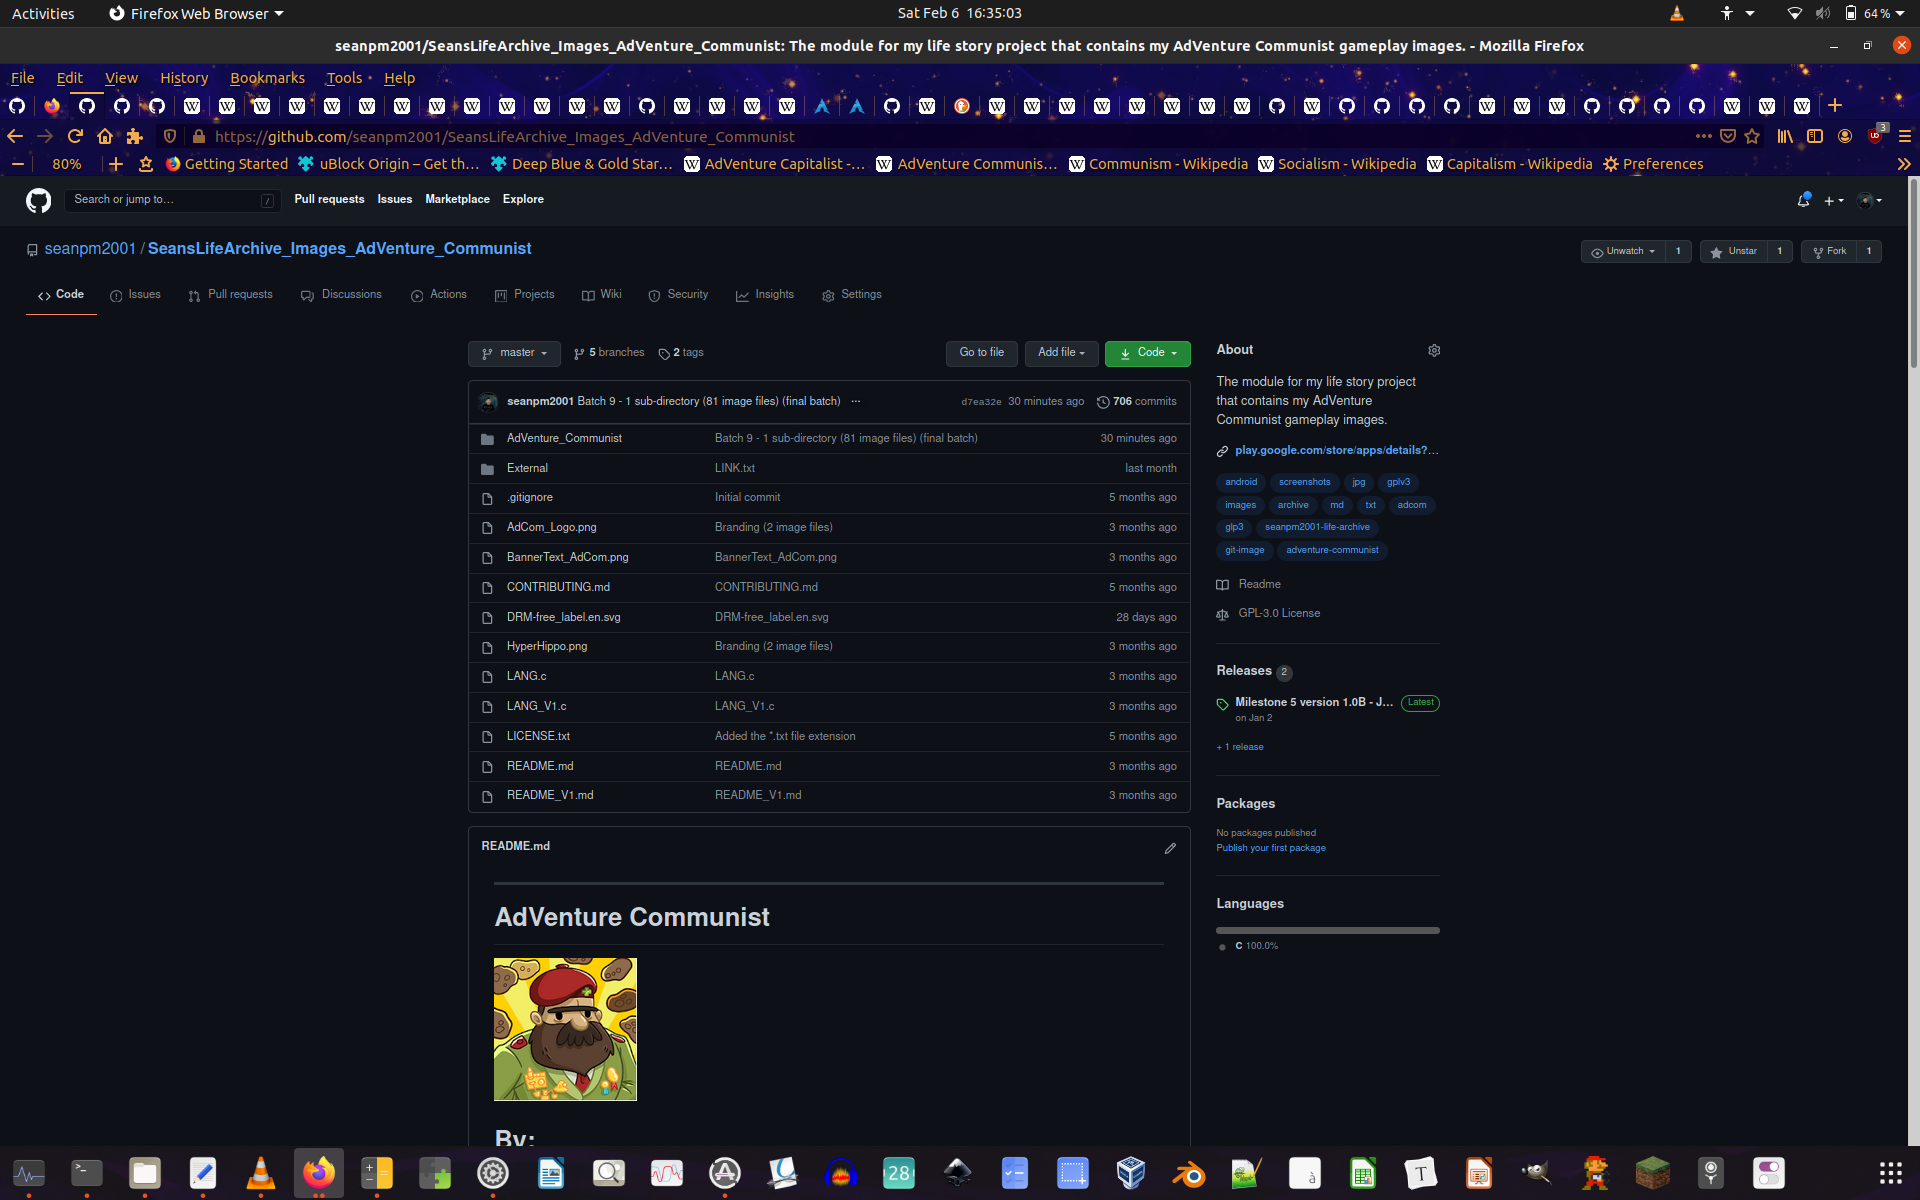 Activities Firefox Web Browser Sat Feb 6 16:35:03 64 %
seanpm2001/SeansLifeArchive_Images_AdVenture_Communist: The module for my life story project that contains my AdVenture Communist gameplay images. - Mozilla Firefox
File Edit View History Bookmarks Tools Help
https://github.com/seanpm2001/SeansLifeArchive_Images_AdVenture_Communist 3
80% Getting Started uBlock Origin – Get th… Deep Blue & Gold Star… AdVenture Capitalist -… AdVenture Communis… Communism - Wikipedia Socialism - Wikipedia Capitalism - Wikipedia Preferences
Search or jump to… / Pull requests Issues Marketplace Explore
seanpm2001 / SeansLifeArchive_Images_AdVenture_Communist Unwatch 1 Unstar 1 Fork 1
Code Issues Pull requests Discussions Actions Projects Wiki Security Insights Settings
master 5 branches 2 tags Go to file Add file Code
seanpm2001 Batch 9 - 1 sub-directory (81 image files) (final batch) ··· d7ea32e 30 minutes ago 706 commits
AdVenture_Communist Batch 9 - 1 sub-directory (81 image files) (final batch) 30 minutes ago
External LINK.txt last month
.gitignore Initial commit 5 months ago
AdCom_Logo.png Branding (2 image files) 3 months ago
BannerText_AdCom.png BannerText_AdCom.png 3 months ago
CONTRIBUTING.md CONTRIBUTING.md 5 months ago
DRM-free_label.en.svg DRM-free_label.en.svg 28 days ago
HyperHippo.png Branding (2 image files) 3 months ago
LANG.c LANG.c 3 months ago
LANG_V1.c LANG_V1.c 3 months ago
LICENSE.txt Added the *.txt file extension 5 months ago
README.md README.md 3 months ago
README_V1.md README_V1.md 3 months ago
README.md
AdVenture Communist
By:
About
The module for my life story project
that contains my AdVenture
Communist gameplay images.
play.google.com/store/apps/details?…
android screenshots jpg gplv3
images archive md txt adcom
glp3 seanpm2001-life-archive
git-image adventure-communist
Readme
GPL-3.0 License
Releases 2
Milestone 5 version 1.0B - J… Latest
on Jan 2
+ 1 release
Packages
No packages published
Publish your first package
Languages
C 100.0%
28